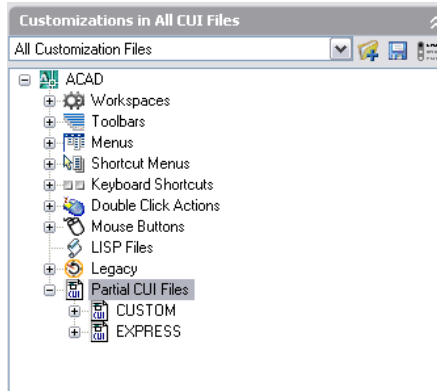 Customizations in All CUI Files
All Customization Files
ACAD
Workspaces
Toolbars
Menus
Shortcut Menus
Keyboard Shortcuts
Double Click Actions
Mouse Buttons
LISP Files
Legacy
Partial CUI Files
CUSTOM
EXPRESS